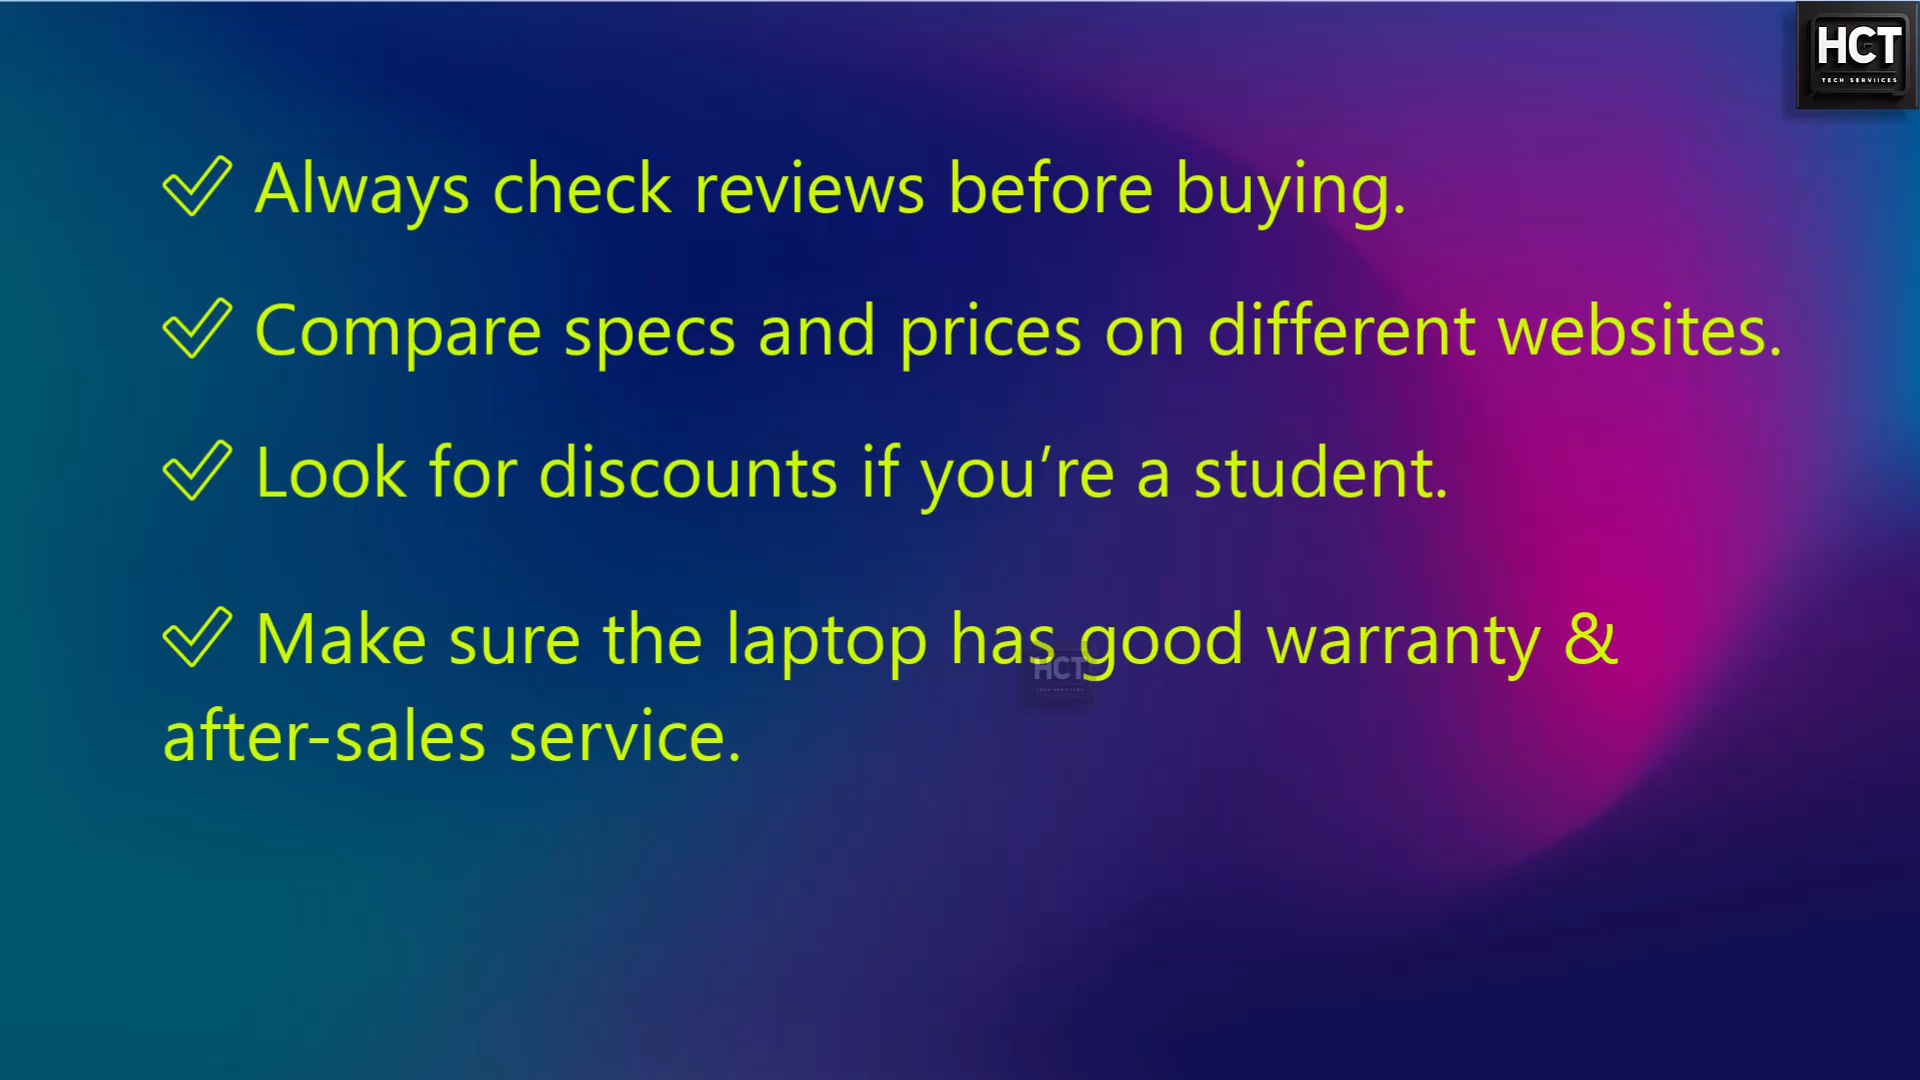 HCT
TECH SERVIICES
✓ Always check reviews before buying.
✓ Compare specs and prices on different websites.
✓ Look for discounts if you’re a student.
✓ Make sure the laptop has good warranty &
after-sales service.
HCT